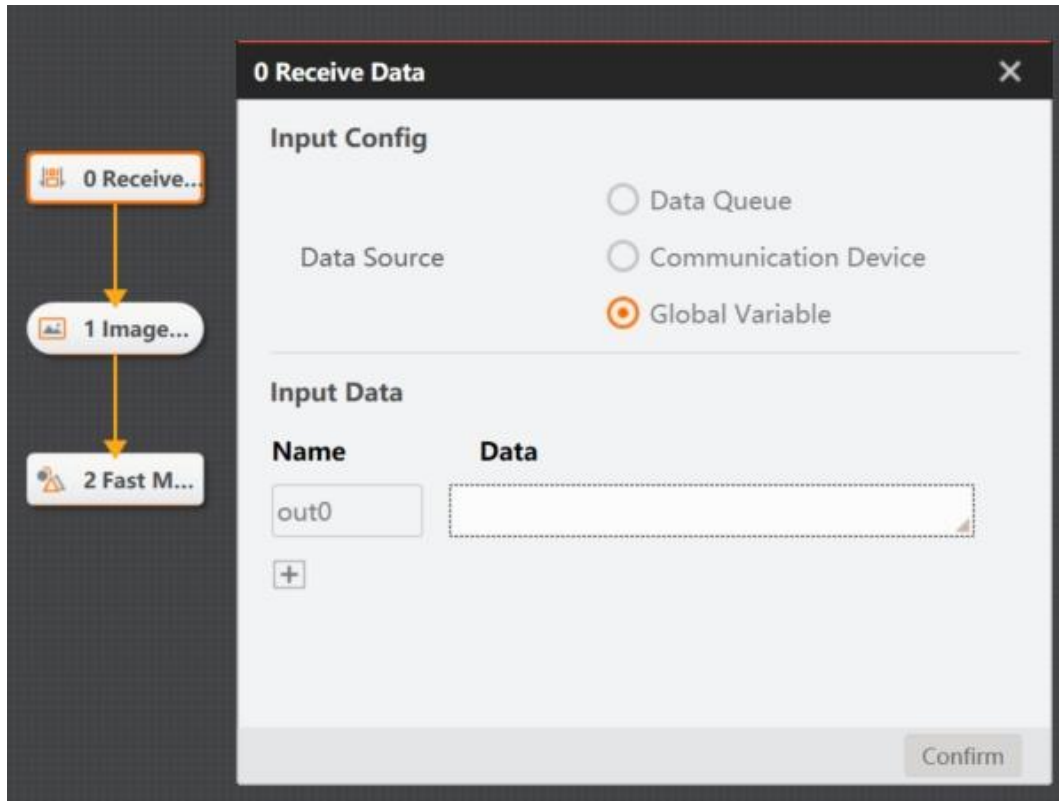 0 Receive Data
Input Config
Data Queue
Data Source
Communication Device
Global Variable
Input Data
Name Data
out0
Confirm
0 Receive...
1 Image...
2 Fast M...